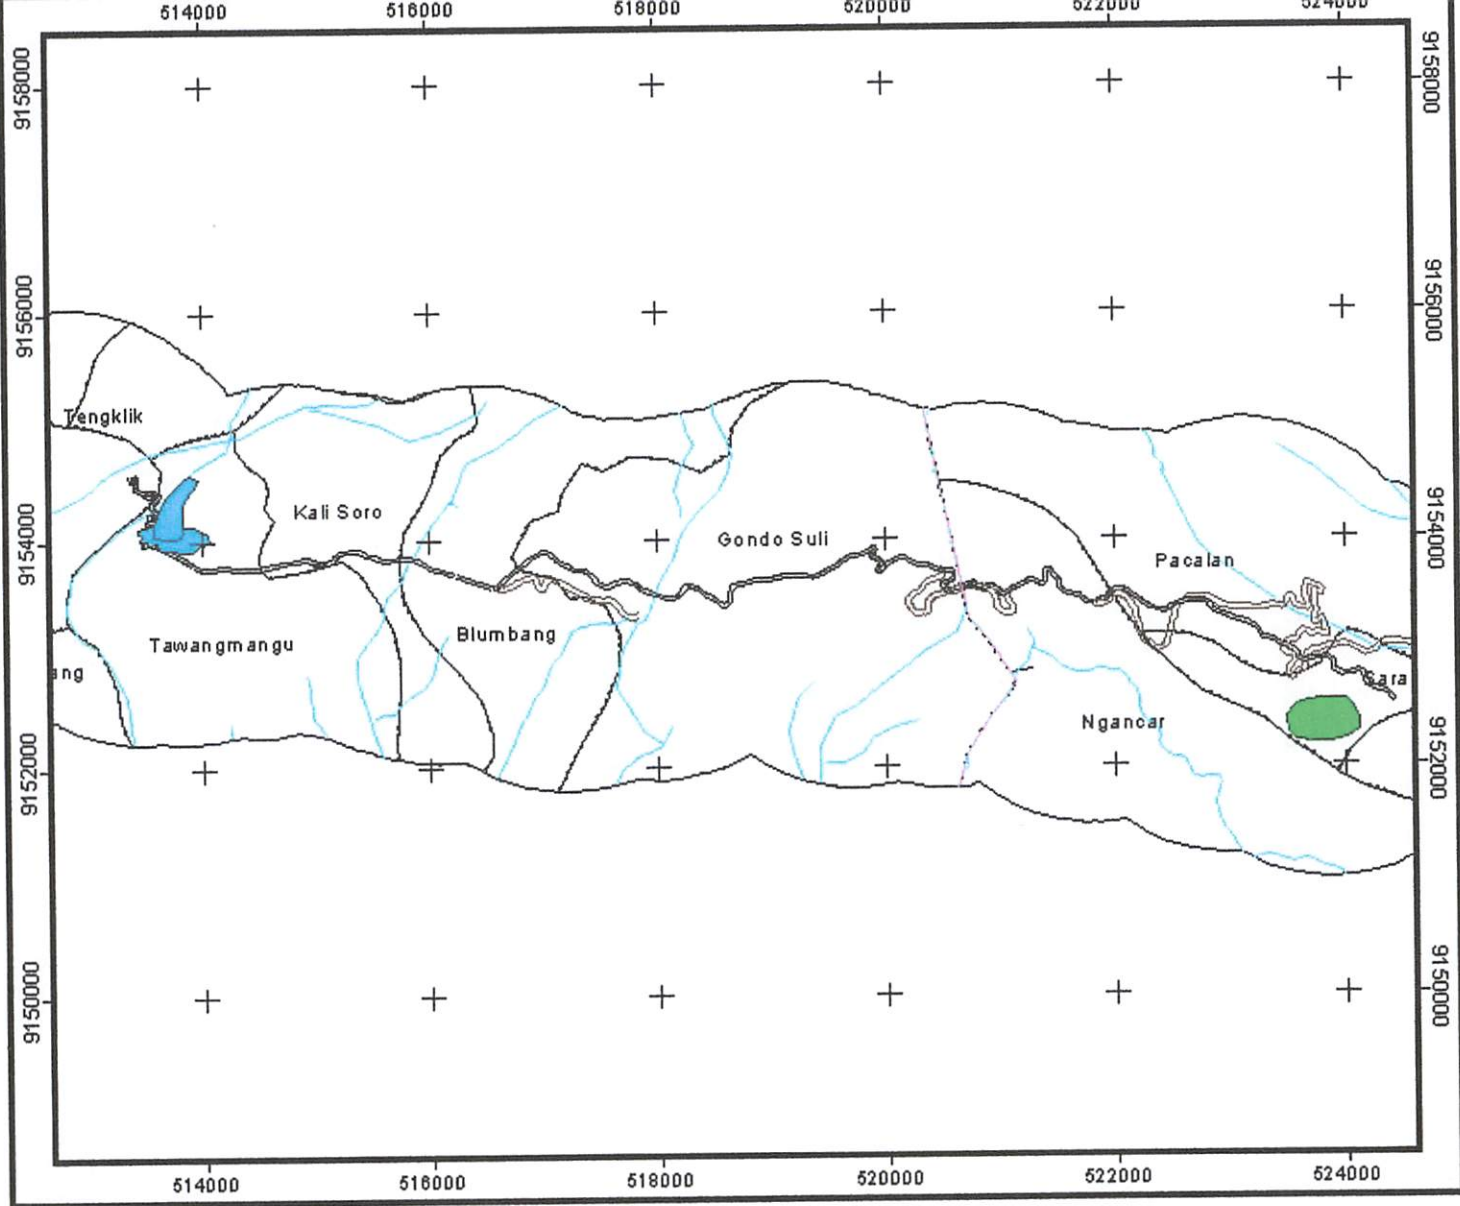 514000 516000 518000 520000 522000 524000
9158000 9158000
9156000 9156000
Tengklik
9154000 9154000
Kali Soro
Gondo Suli
Pacalan
Blumbang
Tawangmangu
ang
Sara
Ngancar
9152000 9152000
9150000 9150000
514000 516000 518000 520000 522000 524000